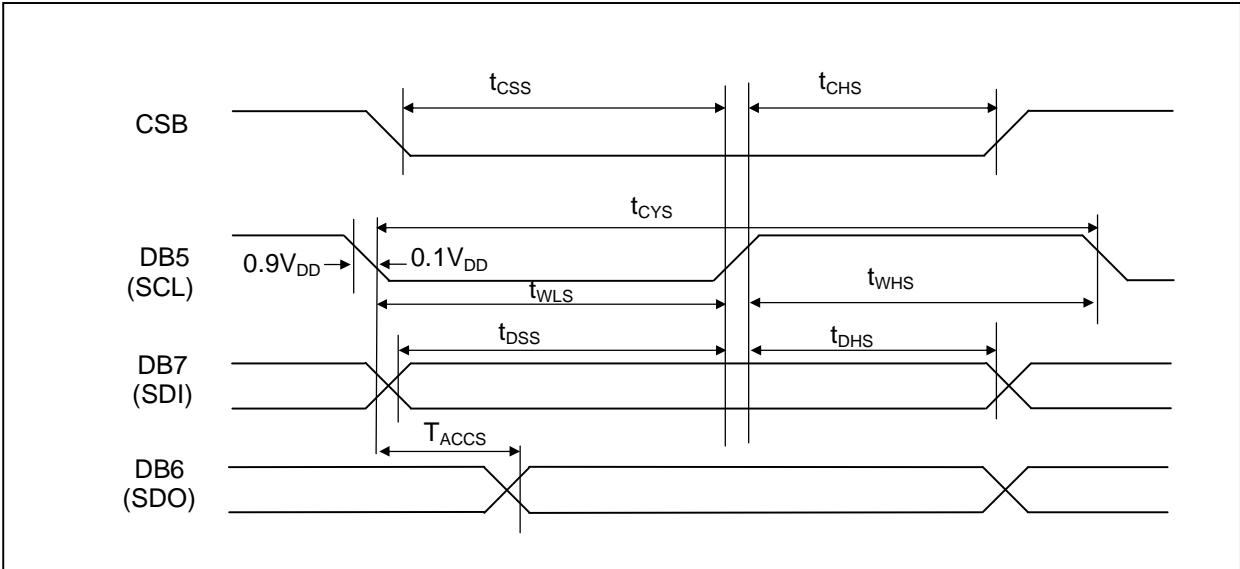 tCSS
tCHS
CSB
tCYS
DB5
(SCL)
0.9VDD
0.1VDD
tWLS
tWHS
tDSS
tDHS
DB7
(SDI)
TACCS
DB6
(SDO)